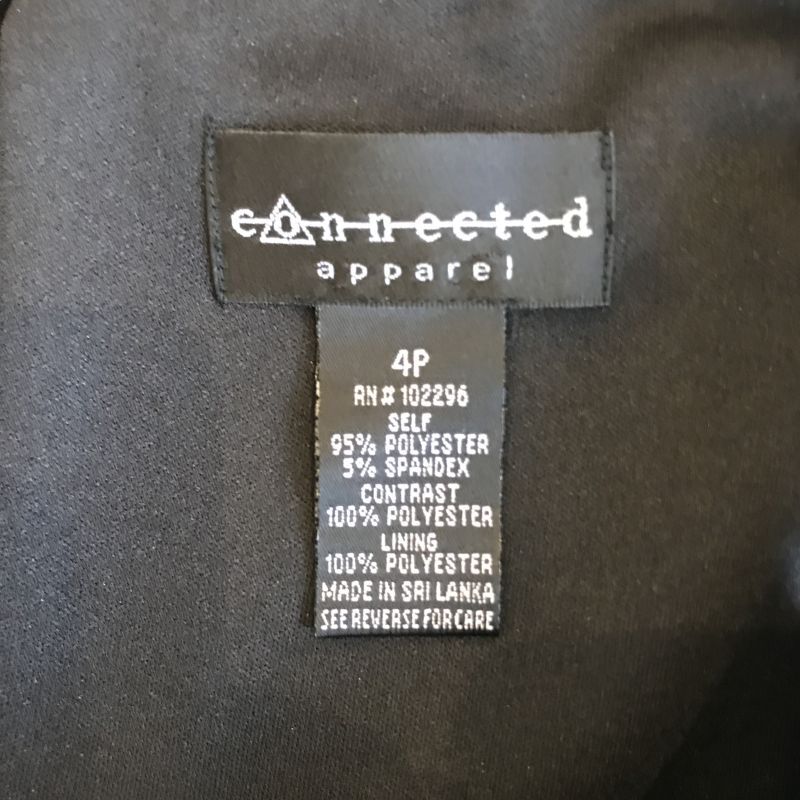 connected
apparel
4P
RN# 102296
SELF
95% POLYESTER
5% SPANDEX
CONTRAST
100% POLYESTER
LINING
100% POLYESTER
MADE IN SRI LANKA
SEE REVERSE FOR CARE